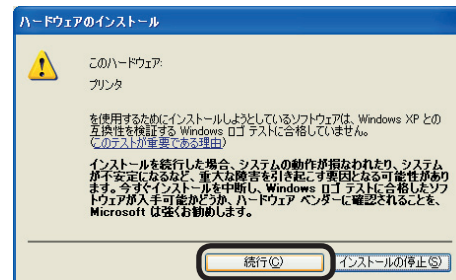 ハードウェアのインストール
このハードウェア:
プリンタ
を使用するためにインストールしようとしているソフトウェアは、Windows XP との
互換性を検証する Windows ロゴ テストに合格していません。
(このテストが重要である理由)
インストールを続行した場合、システムの動作が損なわれたり、システム
が不安定になるなど、重大な障害を引き起こす要因となる可能性があり
ます。今すぐインストールを中断し、Windows ロゴ テストに合格したソフ
トウェアが入手可能かどうか、ハードウェア ベンダーに確認されることを、
Microsoft は強くお勧めします。
続行(C)
インストールの停止(S)